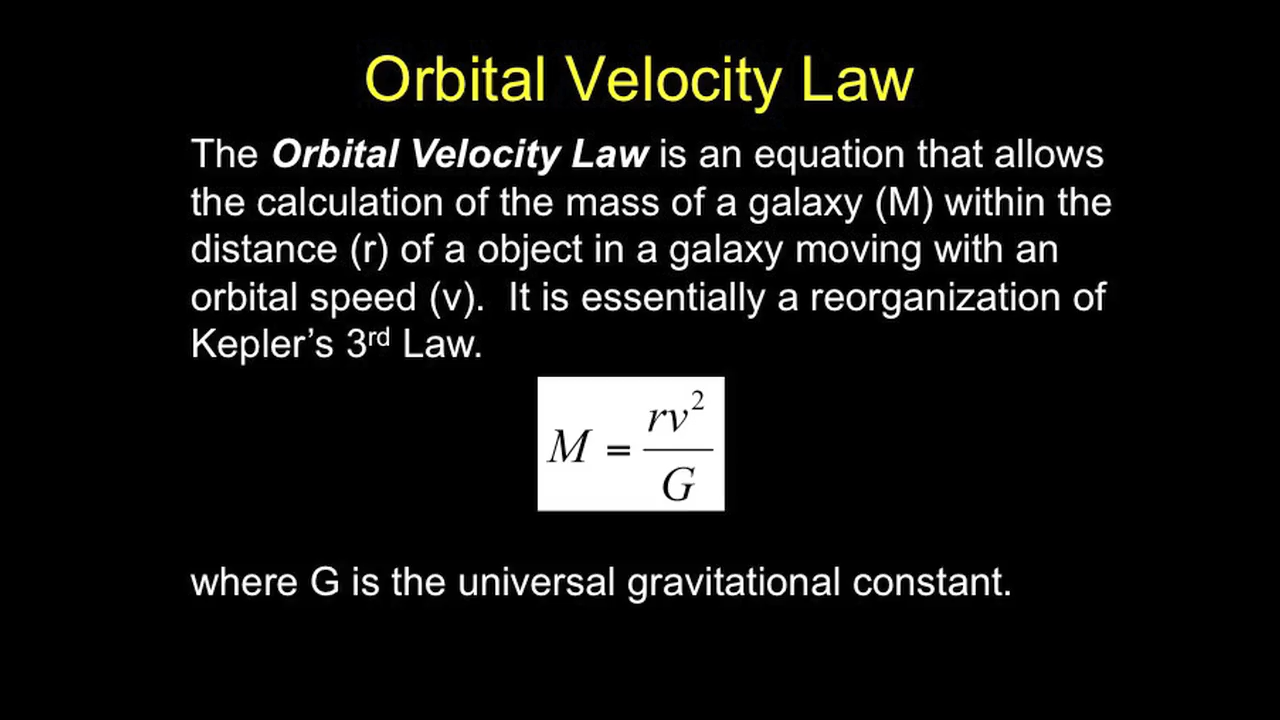 Orbital Velocity Law
The Orbital Velocity Law is an equation that allows
the calculation of the mass of a galaxy (M) within the
distance (r) of a object in a galaxy moving with an
orbital speed (v).  It is essentially a reorganization of
Kepler’s 3rd Law.
M = rv²/G
where G is the universal gravitational constant.